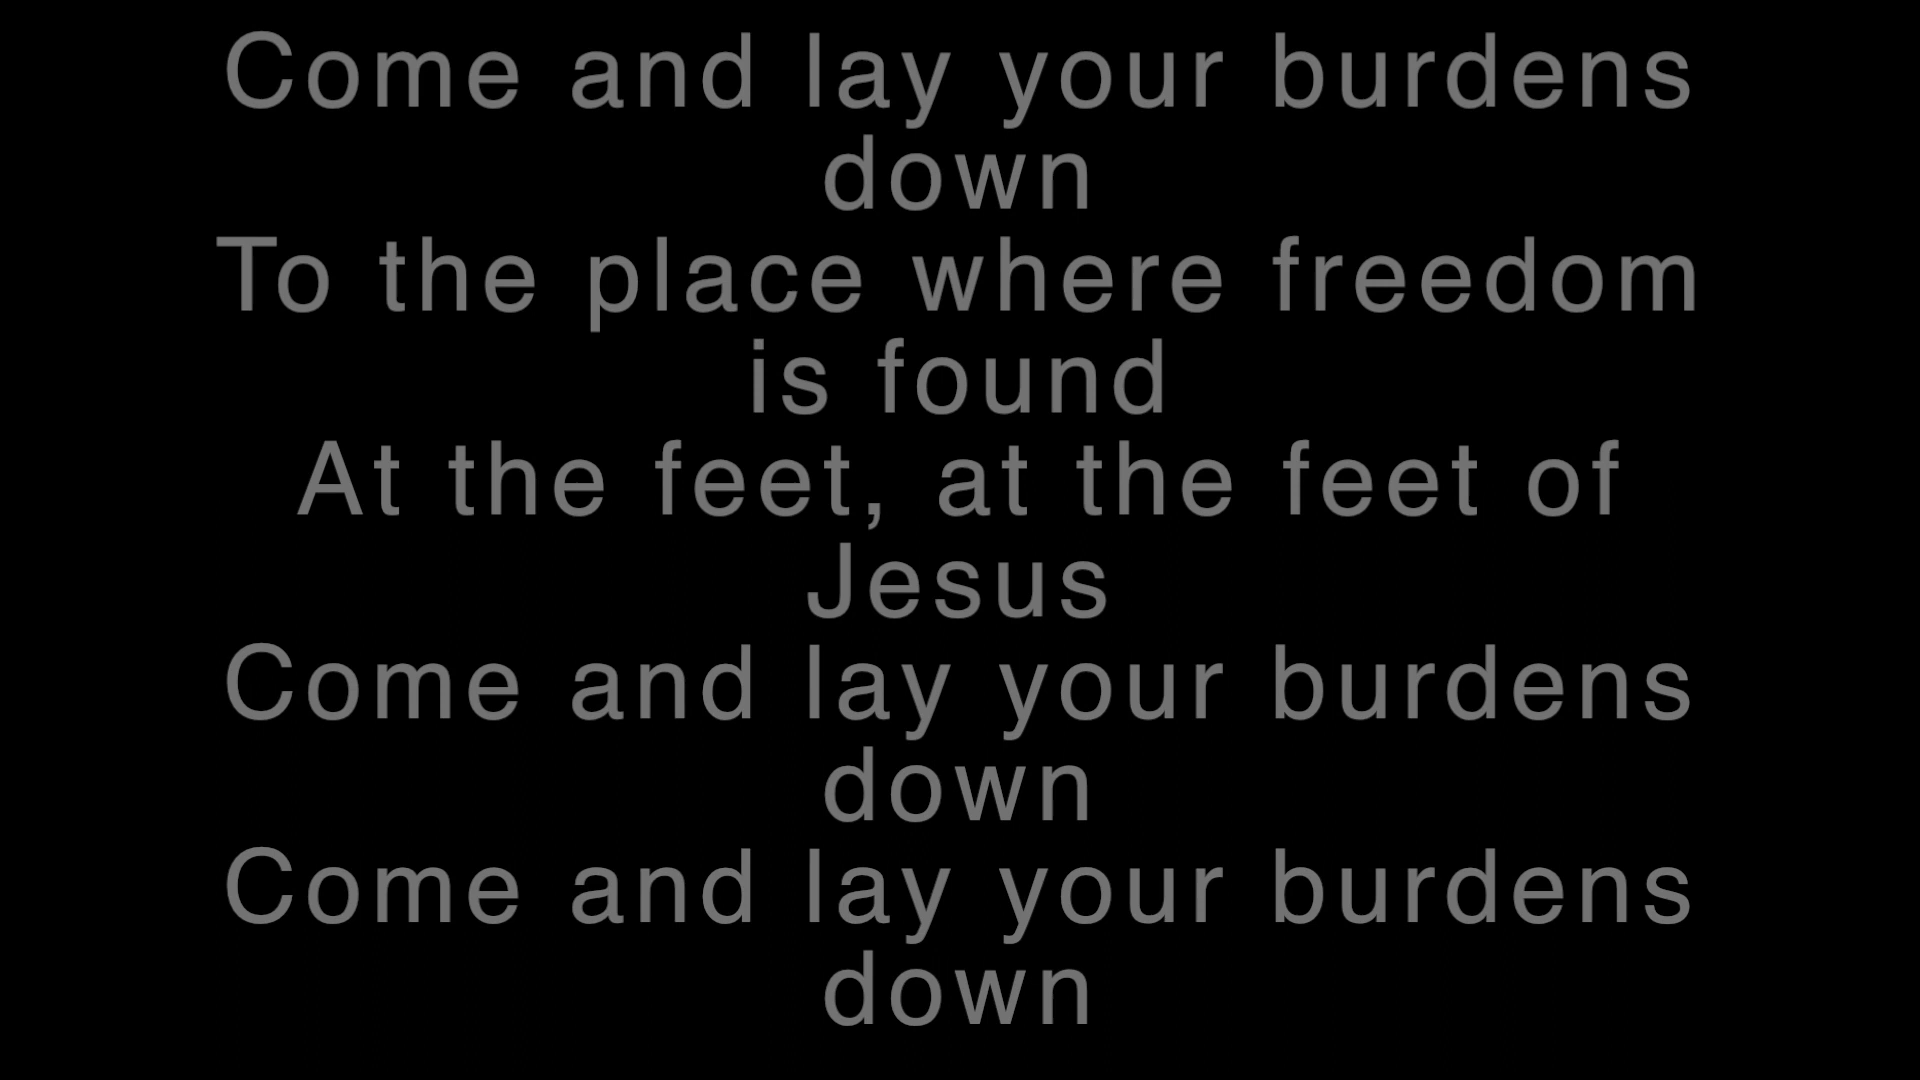 Come and lay your burdens
down
To the place where freedom
is found
At the feet, at the feet of
Jesus
Come and lay your burdens
down
Come and lay your burdens
down